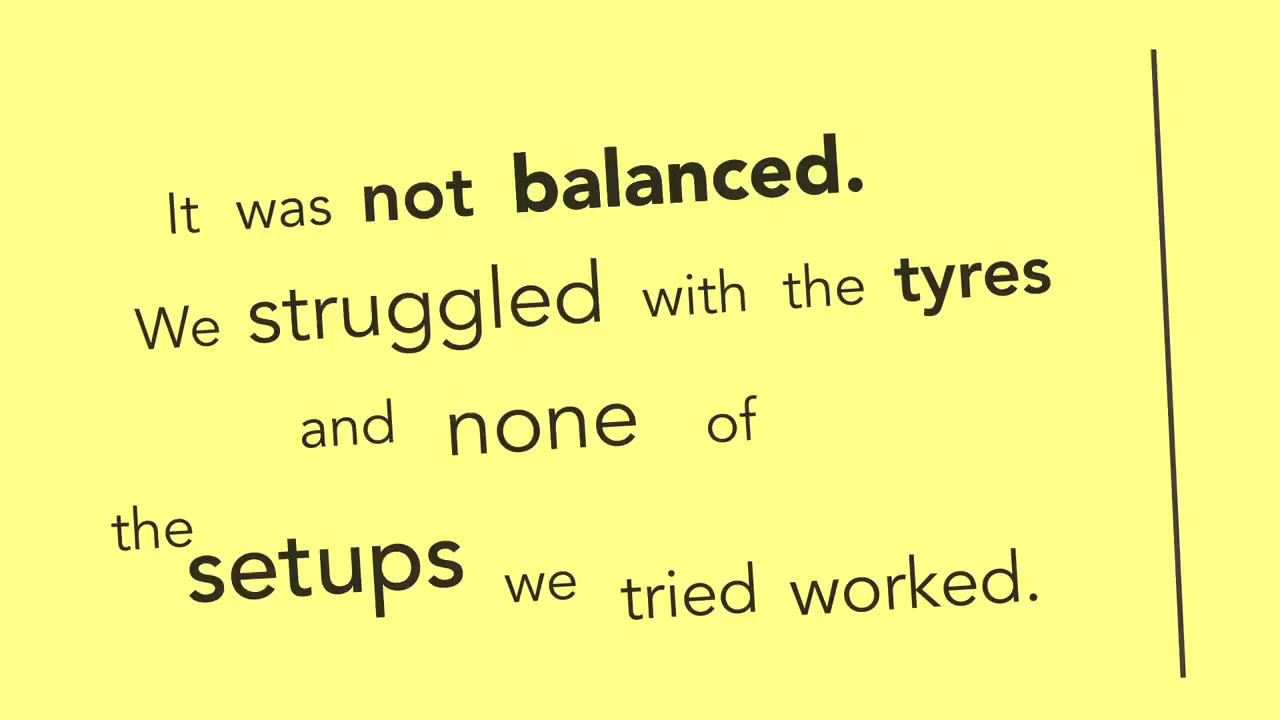 It was not balanced.
We struggled with the tyres
and none of
the setups we tried worked.